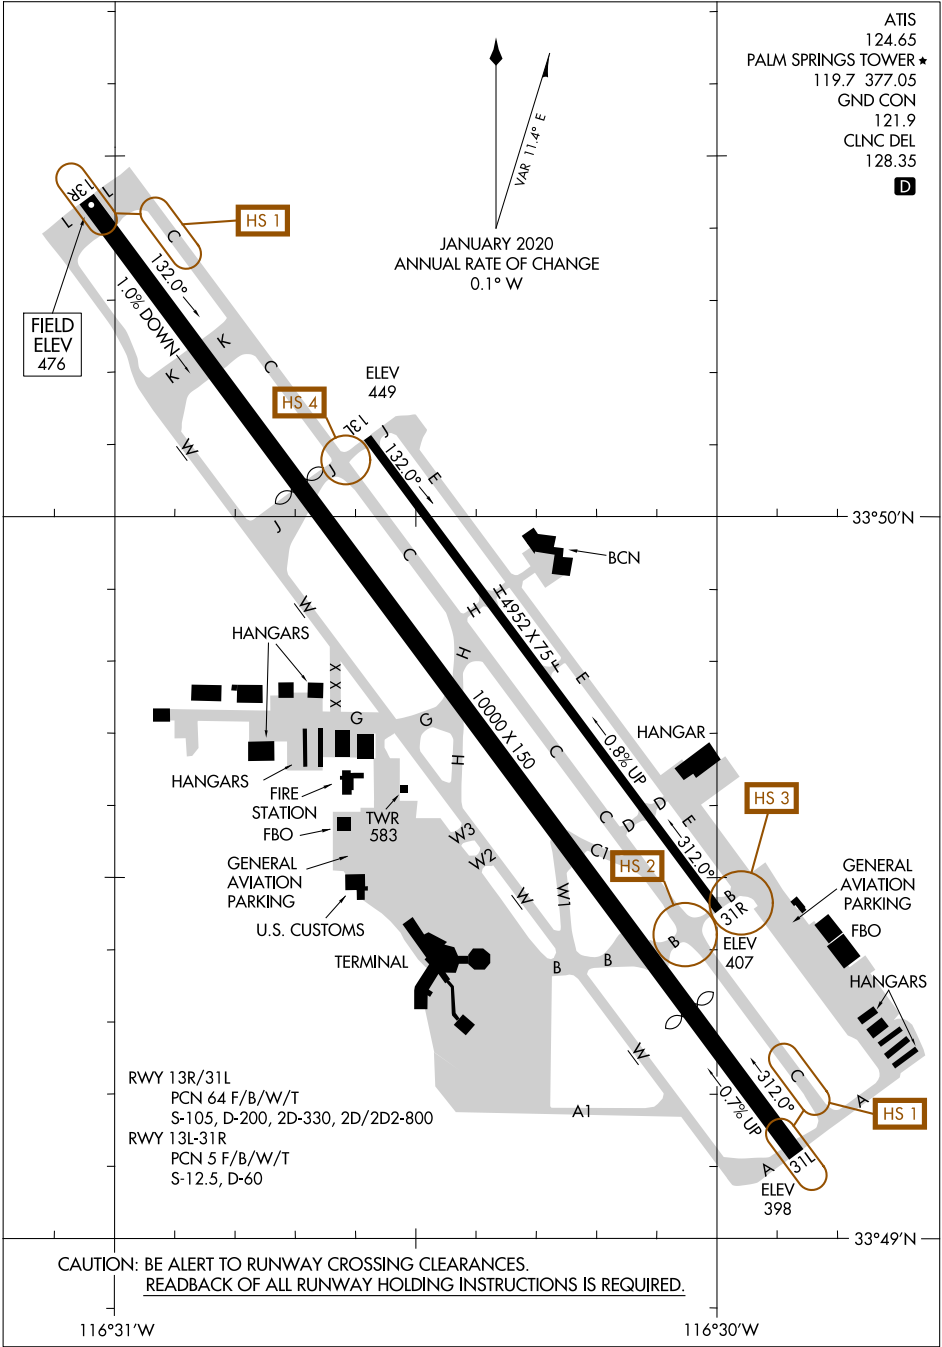 ATIS
124.65
PALM SPRINGS TOWER ★
119.7 377.05
GND CON
121.9
CLNC DEL
128.35
D
VAR 11.4° E
JANUARY 2020
ANNUAL RATE OF CHANGE
0.1° W
HS 1
13R
L
L
L
C
132.0°
1.0% DOWN
FIELD
ELEV
476
K
K
C
ELEV
449
HS 4
13L
J
J
132.0°
E
W
J
33°50'N
C
BCN
H
H
4952 X 75
F
E
W
HANGARS
H
X X X
G
G
10000 X 150
H
C
0.8% UP
HANGAR
HANGARS
FIRE
STATION
FBO
TWR
583
HS 3
D
D
E
C
W3
W2
C1
HS 2
312.0°
GENERAL
AVIATION
PARKING
W
W1
B
31R
GENERAL
AVIATION
PARKING
FBO
U.S. CUSTOMS
B
ELEV
407
TERMINAL
B
B
HANGARS
W
RWY 13R/31L
PCN 64 F/B/W/T
S-105, D-200, 2D-330, 2D/2D2-800
RWY 13L-31R
PCN 5 F/B/W/T
S-12.5, D-60
A1
0.7% UP
312.0°
C
A
HS 1
A
31L
ELEV
398
33°49'N
CAUTION: BE ALERT TO RUNWAY CROSSING CLEARANCES.
READBACK OF ALL RUNWAY HOLDING INSTRUCTIONS IS REQUIRED.
116°31'W
116°30'W